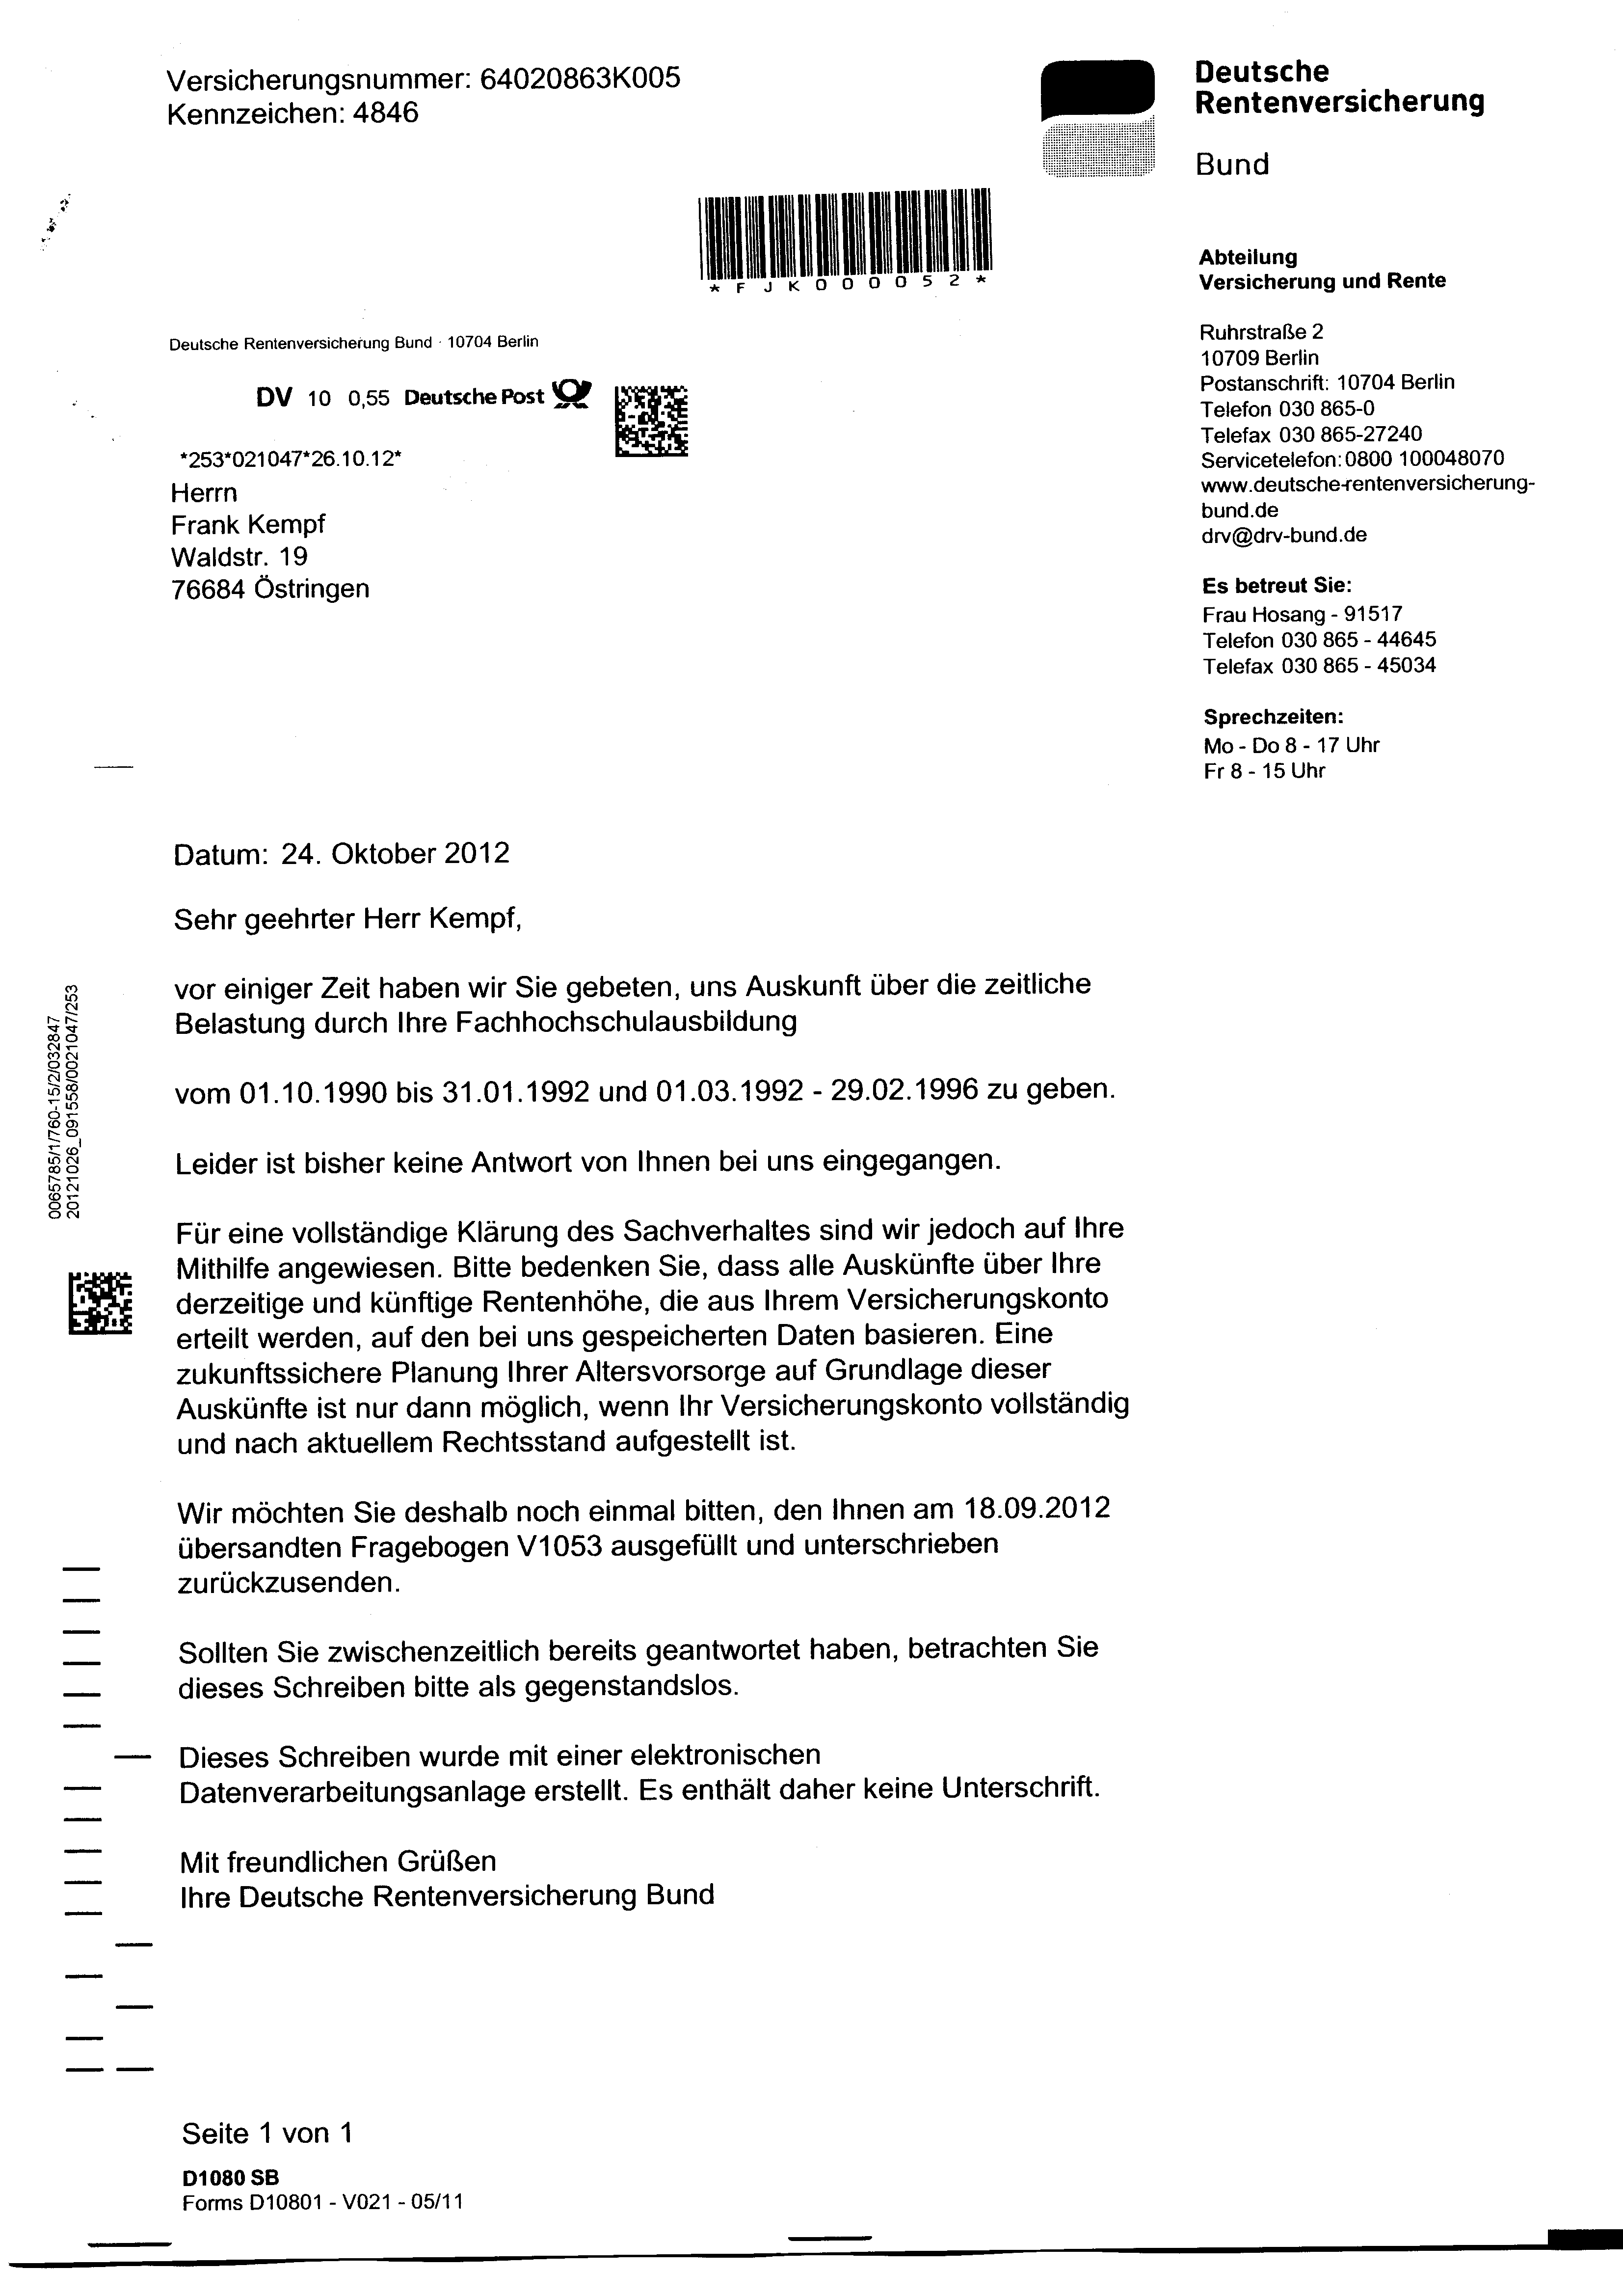 Versicherungsnummer: 64020863K005
Kennzeichen: 4846
Deutsche
Rentenversicherung
Bund
*FJK000052*
Abteilung
Versicherung und Rente
Ruhrstraße 2
10709 Berlin
Postanschrift: 10704 Berlin
Telefon 030 865-0
Telefax 030 865-27240
Servicetelefon: 0800 100048070
www.deutsche-rentenversicherung-
bund.de
drv@drv-bund.de
Es betreut Sie:
Frau Hosang - 91517
Telefon 030 865 - 44645
Telefax 030 865 - 45034
Sprechzeiten:
Mo - Do 8 - 17 Uhr
Fr 8 - 15 Uhr
Deutsche Rentenversicherung Bund · 10704 Berlin
DV 10 0,55 Deutsche Post
*253*021047*26.10.12*
Herrn
Frank Kempf
Waldstr. 19
76684 Östringen
Datum: 24. Oktober 2012
Sehr geehrter Herr Kempf,
vor einiger Zeit haben wir Sie gebeten, uns Auskunft über die zeitliche
Belastung durch Ihre Fachhochschulausbildung
vom 01.10.1990 bis 31.01.1992 und 01.03.1992 - 29.02.1996 zu geben.
Leider ist bisher keine Antwort von Ihnen bei uns eingegangen.
Für eine vollständige Klärung des Sachverhaltes sind wir jedoch auf Ihre
Mithilfe angewiesen. Bitte bedenken Sie, dass alle Auskünfte über Ihre
derzeitige und künftige Rentenhöhe, die aus Ihrem Versicherungskonto
erteilt werden, auf den bei uns gespeicherten Daten basieren. Eine
zukunftssichere Planung Ihrer Altersvorsorge auf Grundlage dieser
Auskünfte ist nur dann möglich, wenn Ihr Versicherungskonto vollständig
und nach aktuellem Rechtsstand aufgestellt ist.
Wir möchten Sie deshalb noch einmal bitten, den Ihnen am 18.09.2012
übersandten Fragebogen V1053 ausgefüllt und unterschrieben
zurückzusenden.
Sollten Sie zwischenzeitlich bereits geantwortet haben, betrachten Sie
dieses Schreiben bitte als gegenstandslos.
Dieses Schreiben wurde mit einer elektronischen
Datenverarbeitungsanlage erstellt. Es enthält daher keine Unterschrift.
Mit freundlichen Grüßen
Ihre Deutsche Rentenversicherung Bund
0065785/1/760-15/2/032847
20121026_091558/0021047/253
Seite 1 von 1
D1080 SB
Forms D10801 - V021 - 05/11